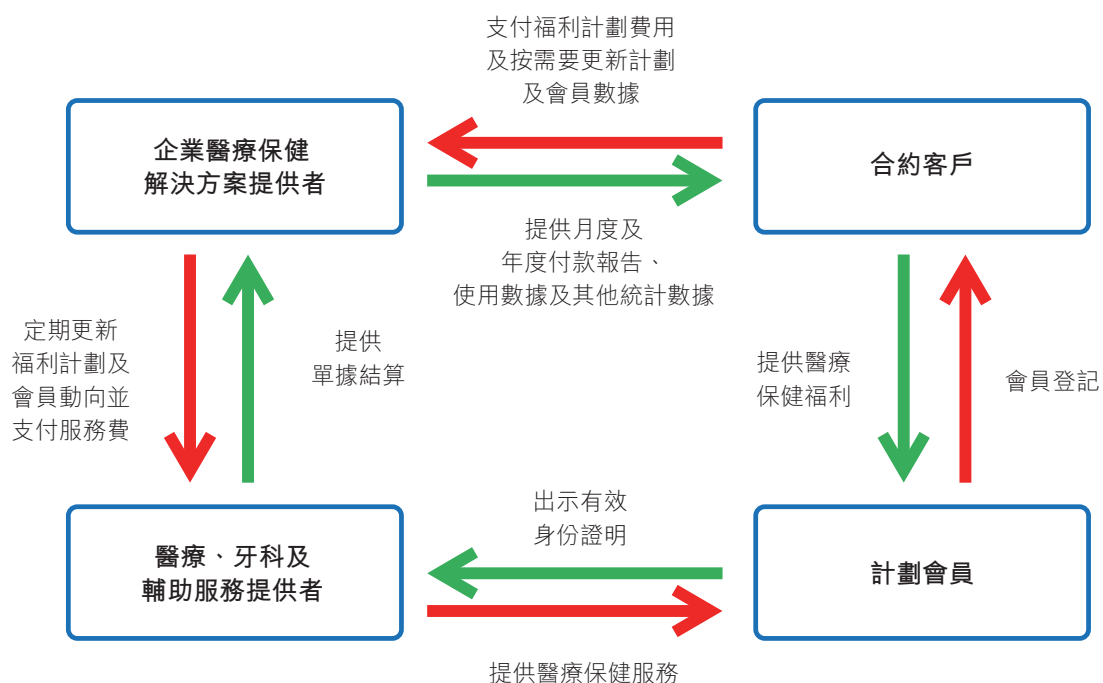 支付福利計劃費用
及按需要更新計劃
及會員數據
企業醫療保健
解決方案提供者
合約客戶
提供月度及
年度付款報告、
使用數據及其他統計數據
定期更新
福利計劃及
會員動向並
支付服務費
提供
單據結算
提供醫療
保健福利
會員登記
出示有效
身份證明
醫療、牙科及
輔助服務提供者
計劃會員
提供醫療保健服務